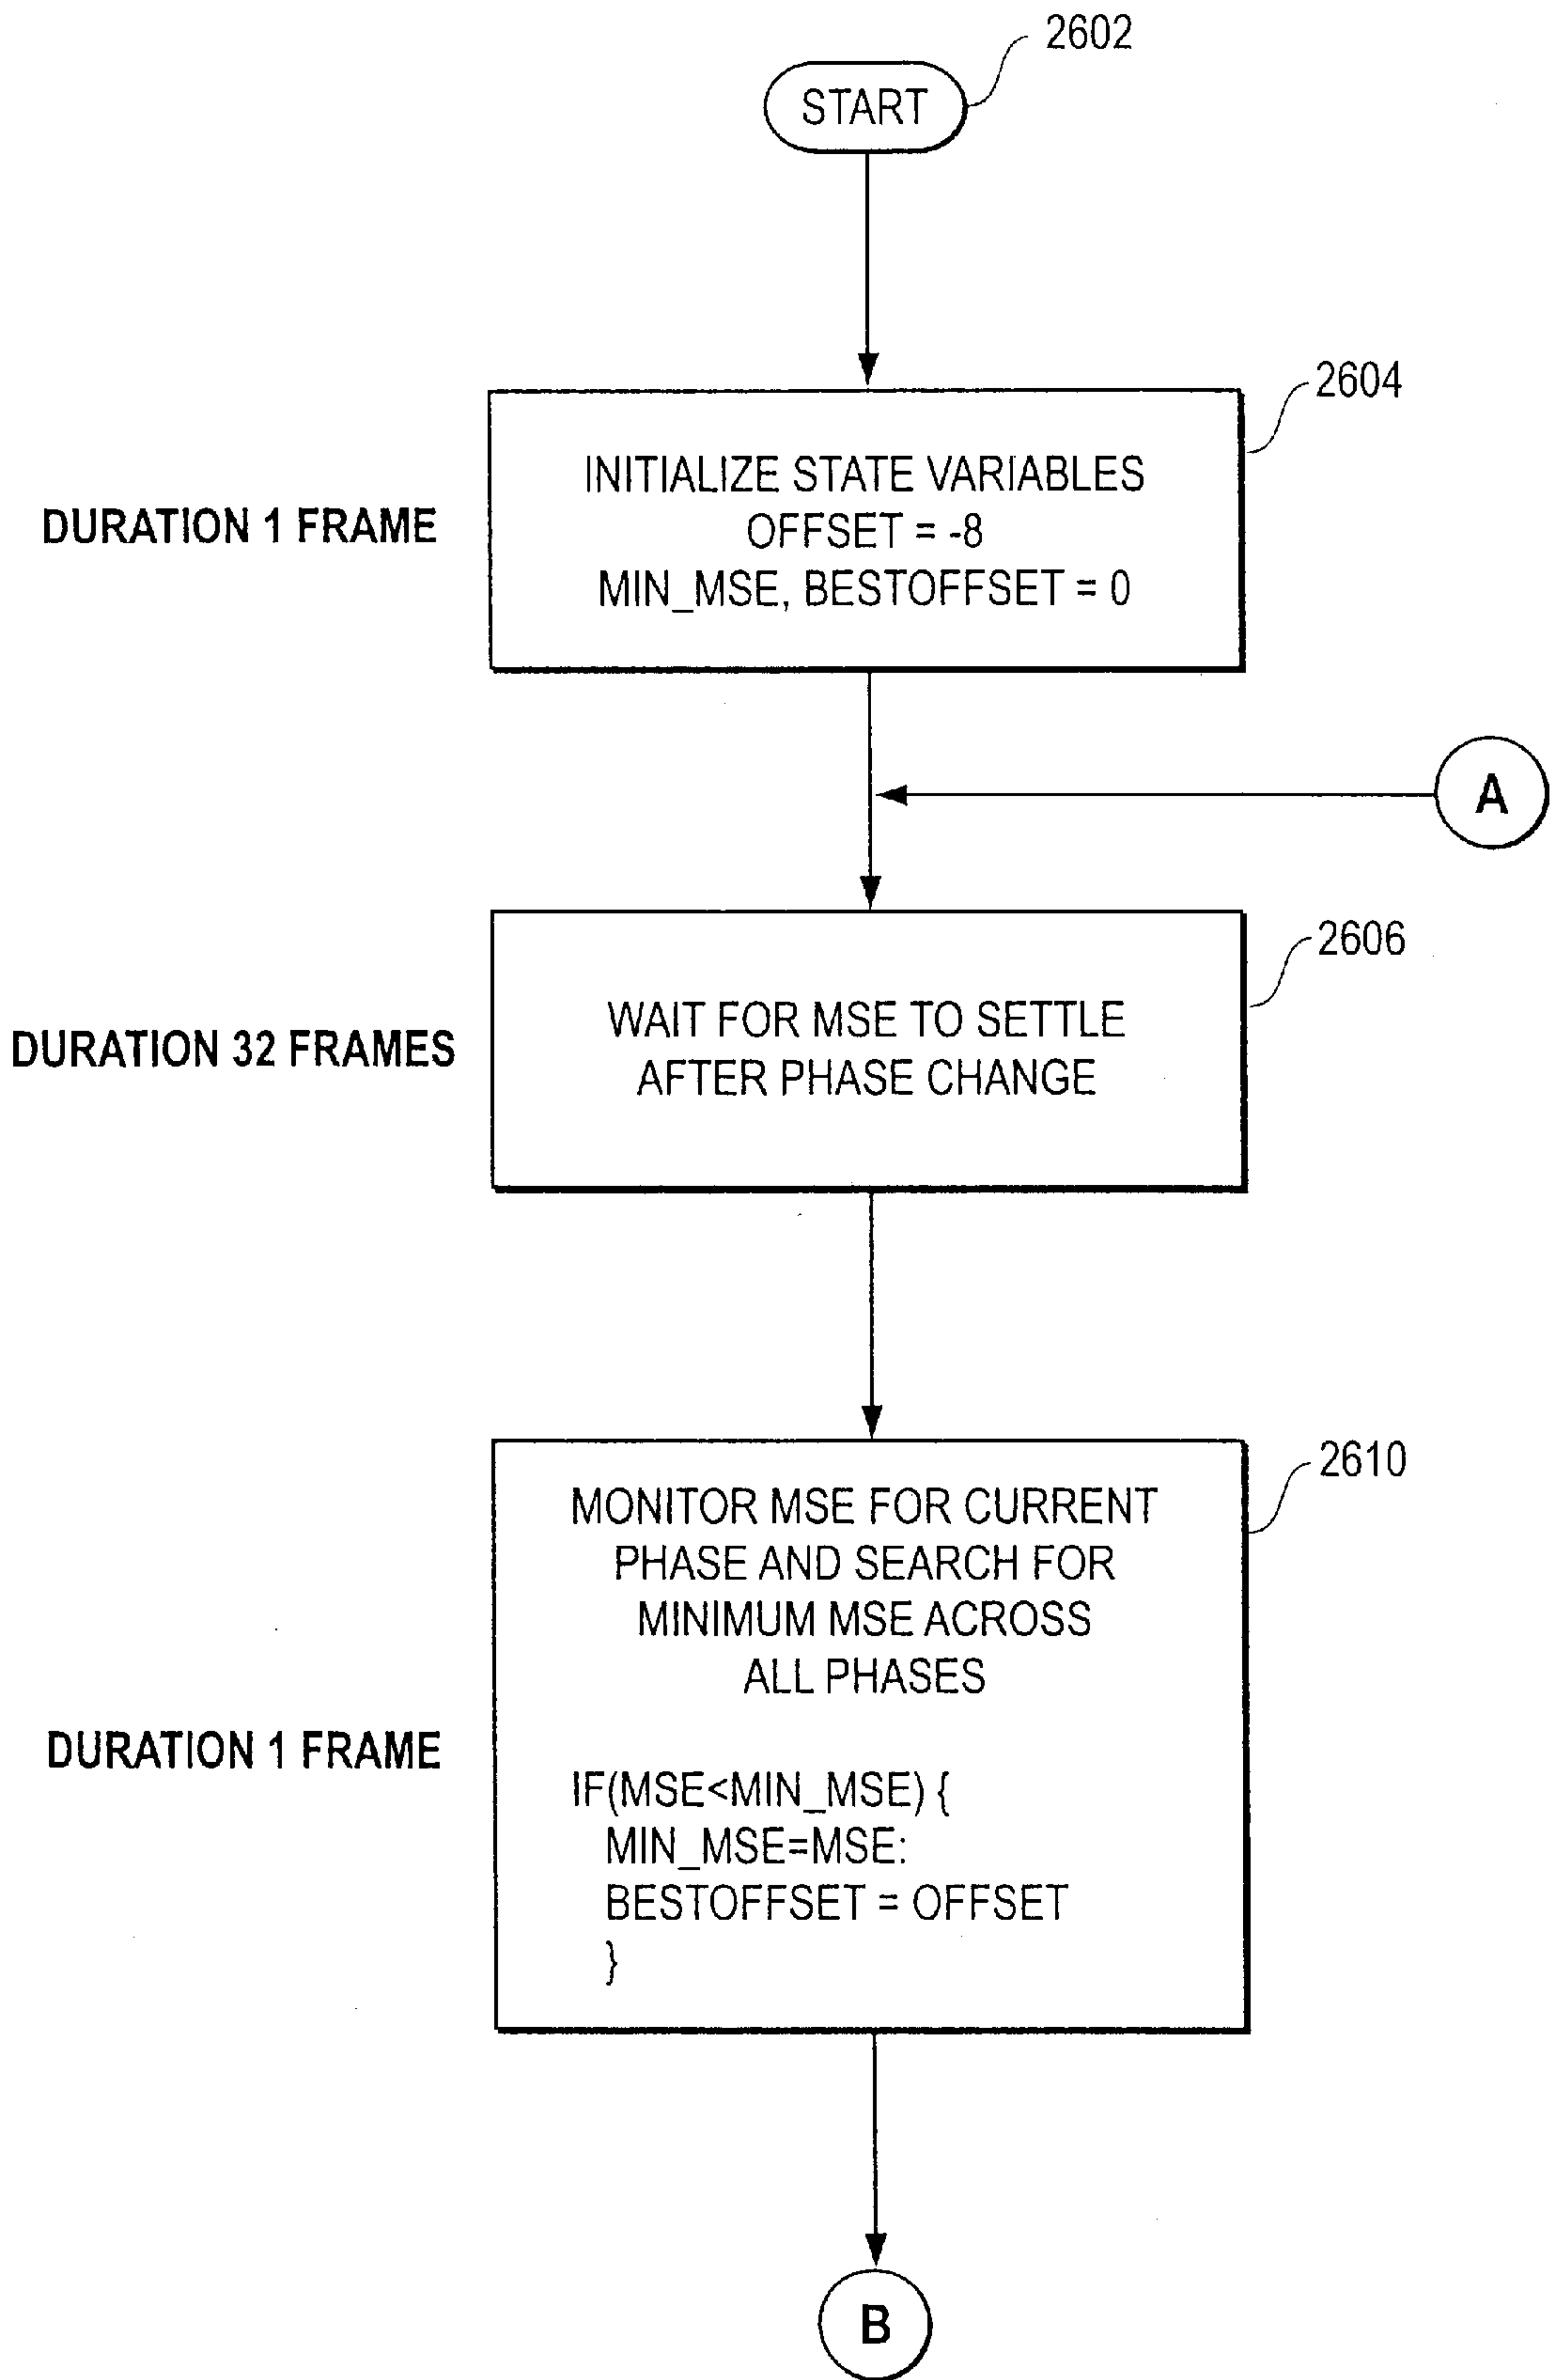 2602
START
2604
INITIALIZE STATE VARIABLES
OFFSET = -8
MIN_MSE, BESTOFFSET = 0
DURATION 1 FRAME
A
2606
WAIT FOR MSE TO SETTLE
AFTER PHASE CHANGE
DURATION 32 FRAMES
2610
MONITOR MSE FOR CURRENT
PHASE AND SEARCH FOR
MINIMUM MSE ACROSS
ALL PHASES
DURATION 1 FRAME
IF(MSE<MIN_MSE) {
MIN_MSE=MSE:
BESTOFFSET = OFFSET
}
B